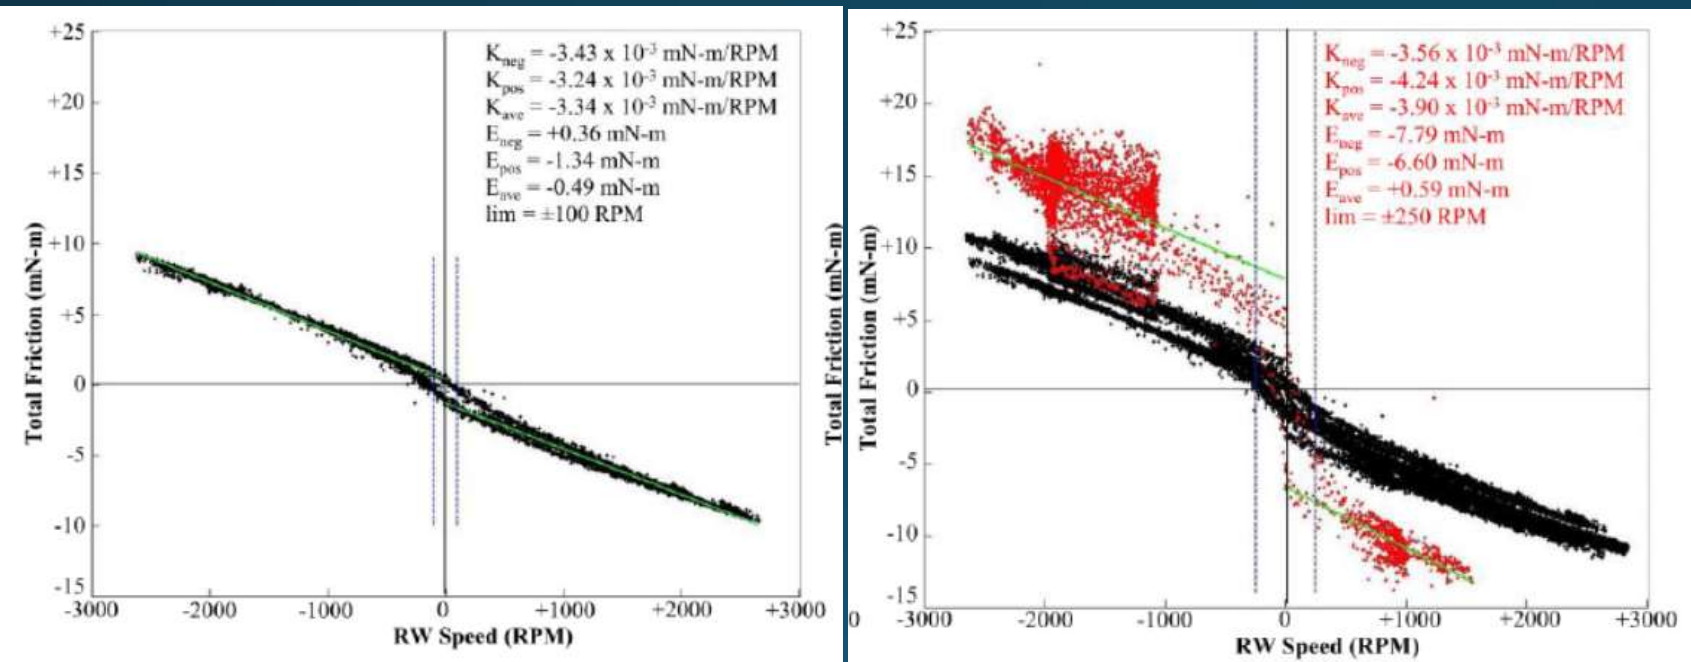 +25
+20
+15
+10
+5
0
-5
-10
-15
-3000
-2000
-1000
0
+1000
+2000
+3000
Total Friction (mN-m)
RW Speed (RPM)
Kneg = -3.43 x 10-3 mN-m/RPM
Kpos = -3.24 x 10-3 mN-m/RPM
Kave = -3.34 x 10-3 mN-m/RPM
Eneg = +0.36 mN-m
Epos = -1.34 mN-m
Eave = -0.49 mN-m
lim = ±100 RPM
Total Friction (mN-m)
+25
+20
+15
+10
+5
0
-5
-10
-15
0
-3000
-2000
-1000
0
+1000
+2000
+3000
Total Friction (mN-m)
RW Speed (RPM)
Kneg = -3.56 x 10-3 mN-m/RPM
Kpos = -4.24 x 10-3 mN-m/RPM
Kave = -3.90 x 10-3 mN-m/RPM
Eneg = -7.79 mN-m
Epos = -6.60 mN-m
Eave = +0.59 mN-m
lim = ±250 RPM